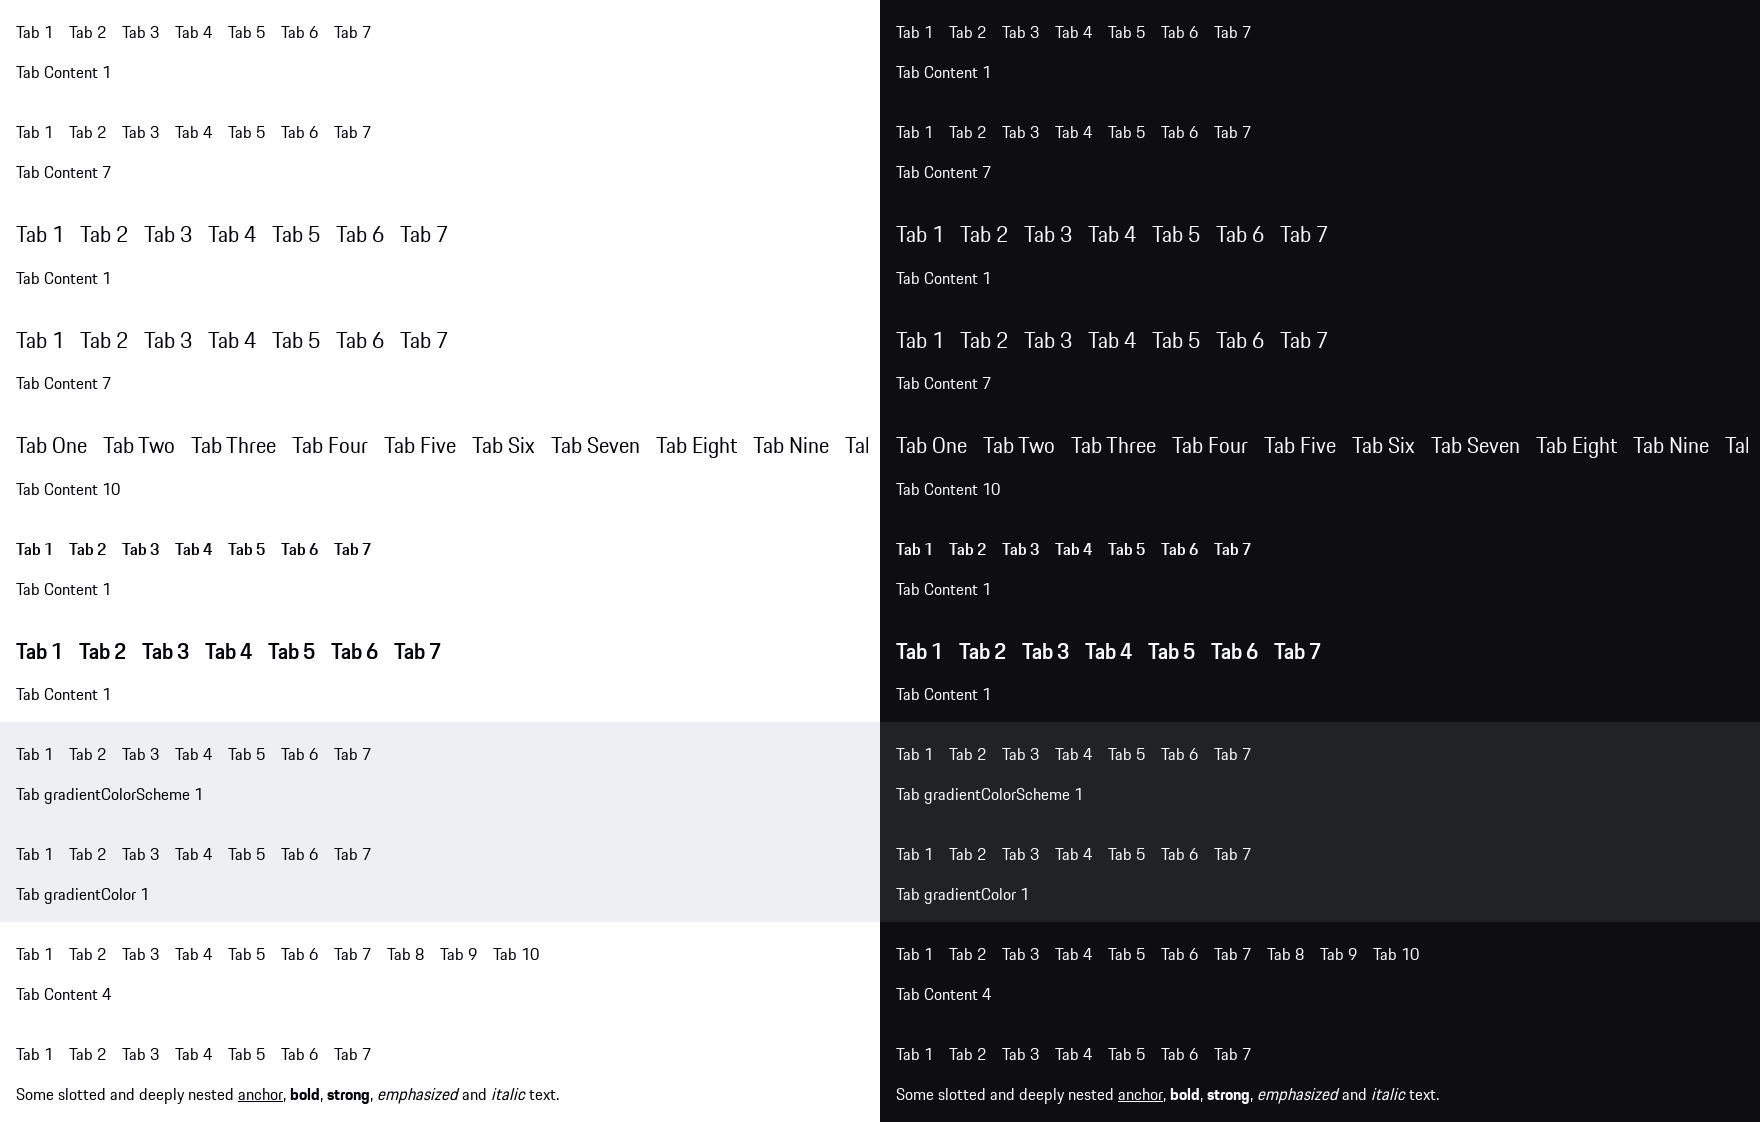 Tab 1 Tab 2 Tab 3 Tab 4 Tab 5 Tab 6 Tab 7
Tab Content 1
Tab 1 Tab 2 Tab 3 Tab 4 Tab 5 Tab 6 Tab 7
Tab Content 7
Tab 1 Tab 2 Tab 3 Tab 4 Tab 5 Tab 6 Tab 7
Tab Content 1
Tab 1 Tab 2 Tab 3 Tab 4 Tab 5 Tab 6 Tab 7
Tab Content 7
Tab One Tab Two Tab Three Tab Four Tab Five Tab Six Tab Seven Tab Eight Tab Nine
Tab Content 10
Tab 1 Tab 2 Tab 3 Tab 4 Tab 5 Tab 6 Tab 7
Tab Content 1
Tab 1 Tab 2 Tab 3 Tab 4 Tab 5 Tab 6 Tab 7
Tab Content 1
Tab 1 Tab 2 Tab 3 Tab 4 Tab 5 Tab 6 Tab 7
Tab gradientColorScheme 1
Tab 1 Tab 2 Tab 3 Tab 4 Tab 5 Tab 6 Tab 7
Tab gradientColor 1
Tab 1 Tab 2 Tab 3 Tab 4 Tab 5 Tab 6 Tab 7 Tab 8 Tab 9 Tab 10
Tab Content 4
Tab 1 Tab 2 Tab 3 Tab 4 Tab 5 Tab 6 Tab 7
Some slotted and deeply nested anchor, bold, strong, emphasized and italic text.
Tab 1 Tab 2 Tab 3 Tab 4 Tab 5 Tab 6 Tab 7
Tab Content 1
Tab 1 Tab 2 Tab 3 Tab 4 Tab 5 Tab 6 Tab 7
Tab Content 7
Tab 1 Tab 2 Tab 3 Tab 4 Tab 5 Tab 6 Tab 7
Tab Content 1
Tab 1 Tab 2 Tab 3 Tab 4 Tab 5 Tab 6 Tab 7
Tab Content 7
Tab One Tab Two Tab Three Tab Four Tab Five Tab Six Tab Seven Tab Eight Tab Nine
Tab Content 10
Tab 1 Tab 2 Tab 3 Tab 4 Tab 5 Tab 6 Tab 7
Tab Content 1
Tab 1 Tab 2 Tab 3 Tab 4 Tab 5 Tab 6 Tab 7
Tab Content 1
Tab 1 Tab 2 Tab 3 Tab 4 Tab 5 Tab 6 Tab 7
Tab gradientColorScheme 1
Tab 1 Tab 2 Tab 3 Tab 4 Tab 5 Tab 6 Tab 7
Tab gradientColor 1
Tab 1 Tab 2 Tab 3 Tab 4 Tab 5 Tab 6 Tab 7 Tab 8 Tab 9 Tab 10
Tab Content 4
Tab 1 Tab 2 Tab 3 Tab 4 Tab 5 Tab 6 Tab 7
Some slotted and deeply nested anchor, bold, strong, emphasized and italic text.